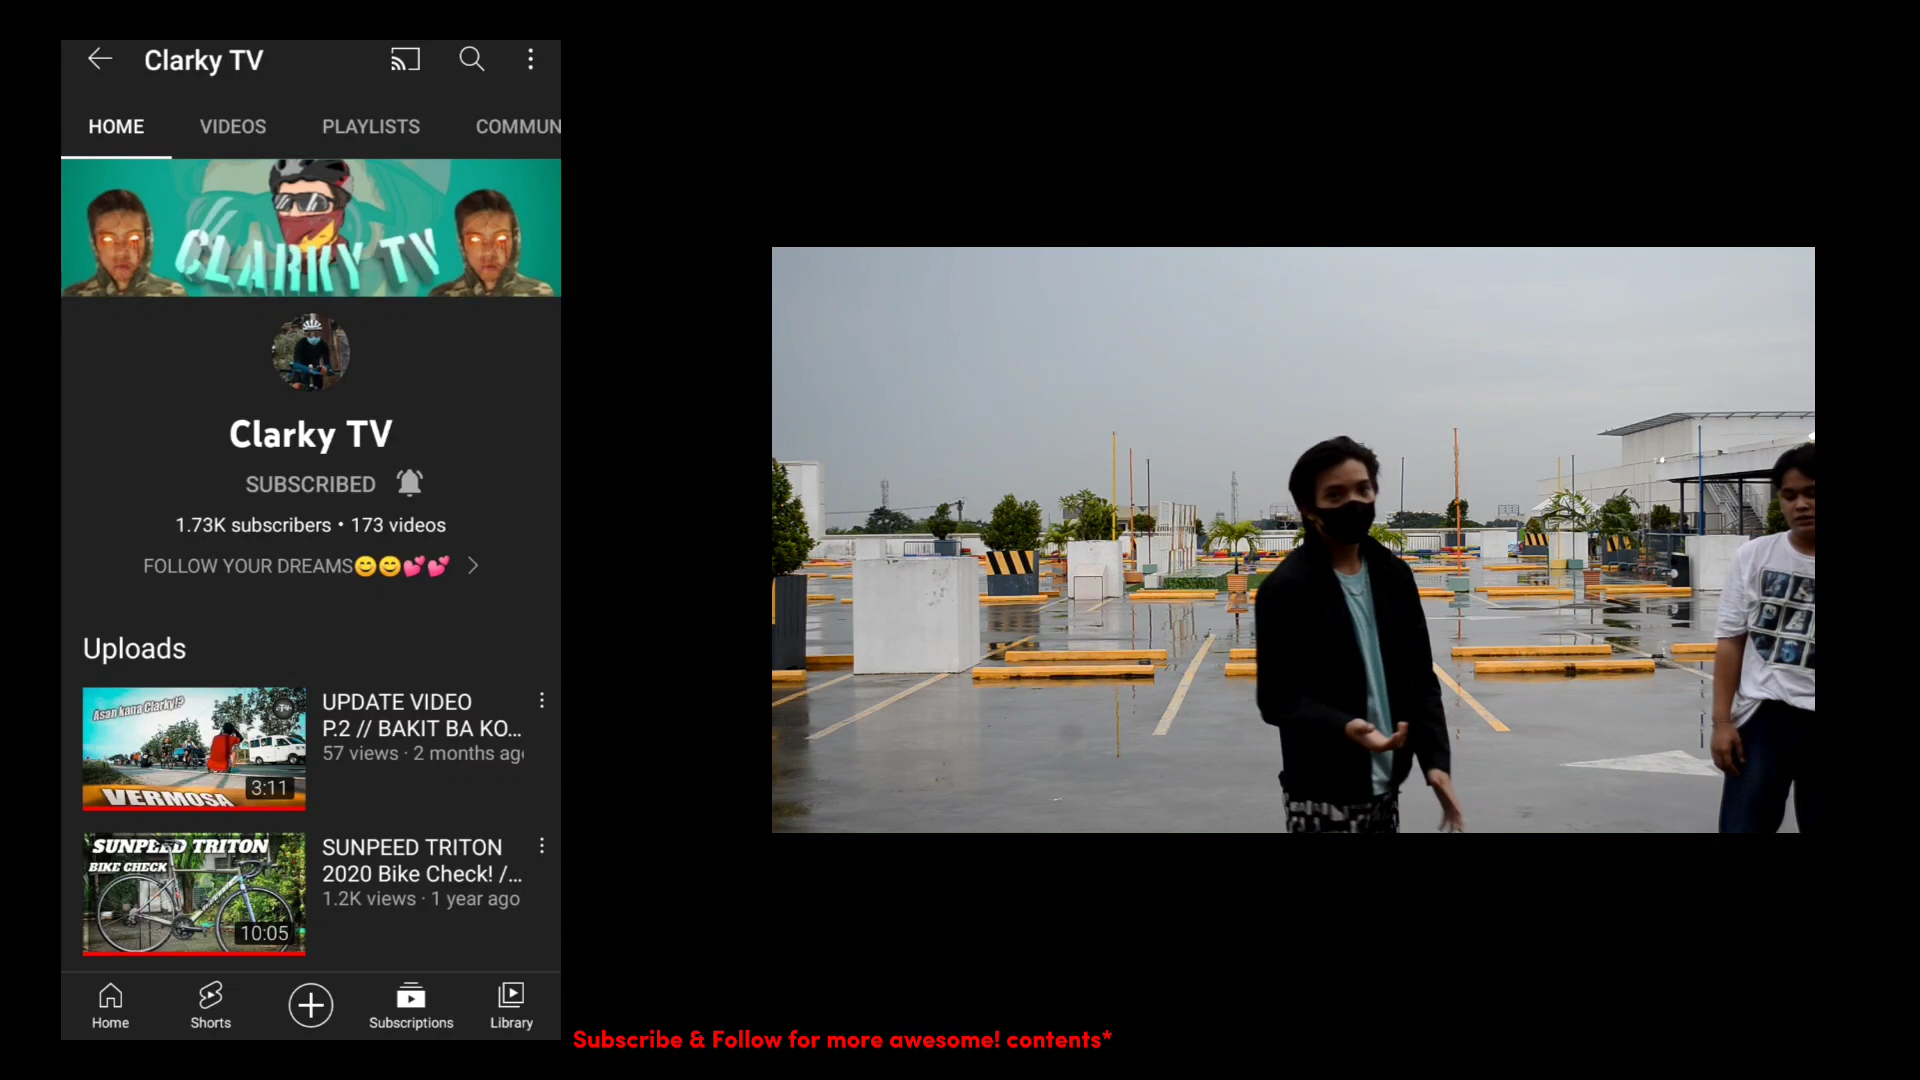 Clarky TV
HOME VIDEOS PLAYLISTS COMMUN
CLARKY TV
Clarky TV
SUBSCRIBED
1.73K subscribers • 173 videos
FOLLOW YOUR DREAMS😊😊💕💕
Uploads
Asan kana Clarky!?
VERMOSA
3:11
UPDATE VIDEO
P.2 // BAKIT BA KO...
57 views · 2 months ag
SUNPEED TRITON
BIKE CHECK
10:05
SUNPEED TRITON
2020 Bike Check! /...
1.2K views · 1 year ago
Home Shorts Subscriptions Library
Subscribe & Follow for more awesome! contents*